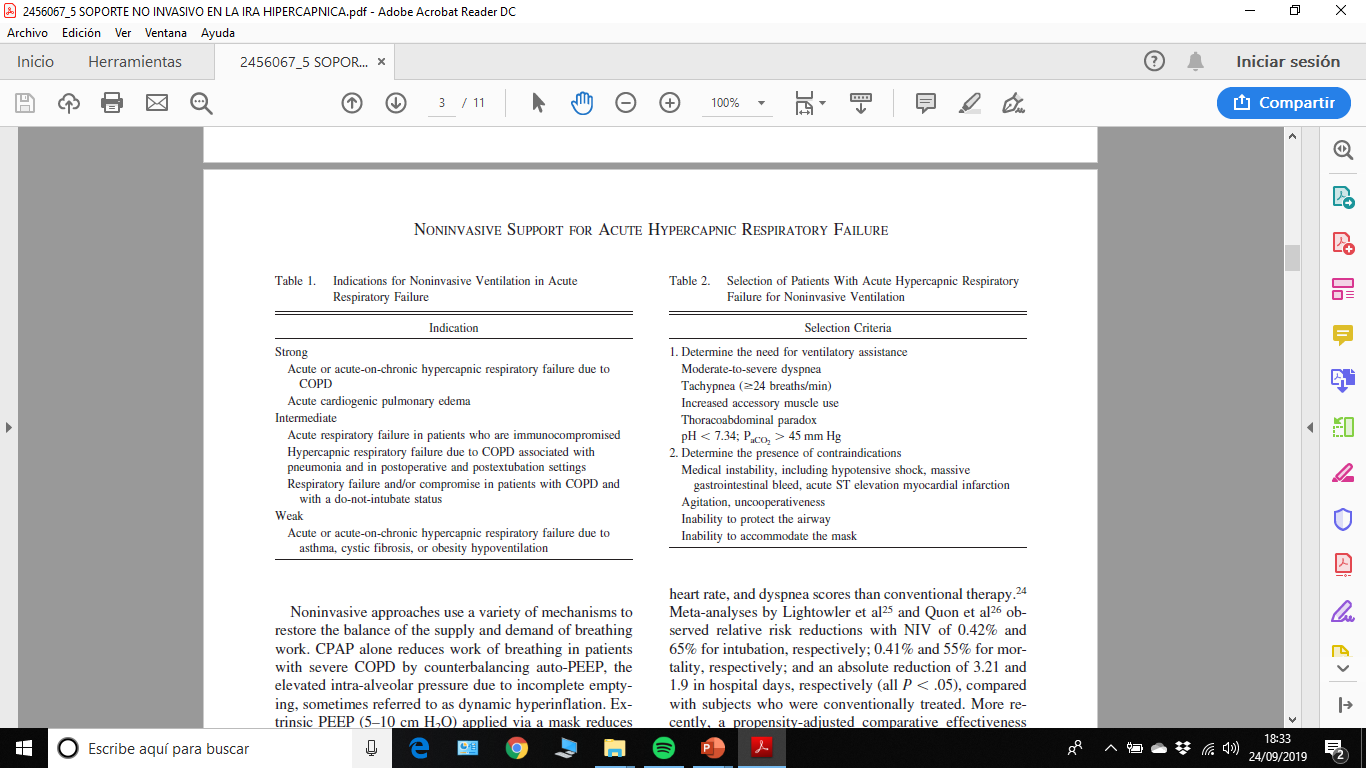 2456067_5 SOPORTE NO INVASIVO EN LA IRA HIPERCAPNICA.pdf - Adobe Acrobat Reader DC
Archivo Edición Ver Ventana Ayuda
Inicio Herramientas 2456067_5 SOPOR... × Iniciar sesión
3 / 11 100% Compartir
NONINVASIVE SUPPORT FOR ACUTE HYPERCAPNIC RESPIRATORY FAILURE
Table 1. Indications for Noninvasive Ventilation in Acute
Respiratory Failure
Indication
Strong
Acute or acute-on-chronic hypercapnic respiratory failure due to
COPD
Acute cardiogenic pulmonary edema
Intermediate
Acute respiratory failure in patients who are immunocompromised
Hypercapnic respiratory failure due to COPD associated with
pneumonia and in postoperative and postextubation settings
Respiratory failure and/or compromise in patients with COPD and
with a do-not-intubate status
Weak
Acute or acute-on-chronic hypercapnic respiratory failure due to
asthma, cystic fibrosis, or obesity hypoventilation
Noninvasive approaches use a variety of mechanisms to
restore the balance of the supply and demand of breathing
work. CPAP alone reduces work of breathing in patients
with severe COPD by counterbalancing auto-PEEP, the
elevated intra-alveolar pressure due to incomplete empty-
ing, sometimes referred to as dynamic hyperinflation. Ex-
trinsic PEEP (5–10 cm H₂O) applied via a mask reduces
Table 2. Selection of Patients With Acute Hypercapnic Respiratory
Failure for Noninvasive Ventilation
Selection Criteria
1. Determine the need for ventilatory assistance
Moderate-to-severe dyspnea
Tachypnea (≥24 breaths/min)
Increased accessory muscle use
Thoracoabdominal paradox
pH < 7.34; PaCO₂ > 45 mm Hg
2. Determine the presence of contraindications
Medical instability, including hypotensive shock, massive
gastrointestinal bleed, acute ST elevation myocardial infarction
Agitation, uncooperativeness
Inability to protect the airway
Inability to accommodate the mask
heart rate, and dyspnea scores than conventional therapy.²⁴
Meta-analyses by Lightowler et al²⁵ and Quon et al²⁶ ob-
served relative risk reductions with NIV of 0.42% and
65% for intubation, respectively; 0.41% and 55% for mor-
tality, respectively; and an absolute reduction of 3.21 and
1.9 in hospital days, respectively (all P < .05), compared
with subjects who were conventionally treated. More re-
cently, a propensity-adjusted comparative effectiveness
Escribe aquí para buscar
18:33
24/09/2019
2